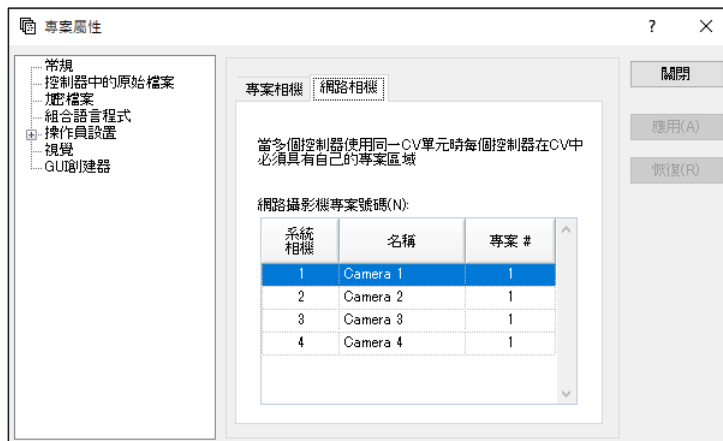 專案屬性
?
×
常規
控制器中的原始檔案
加密檔案
組合語言程式
操作員設置
視覺
GUI創建器
專案相機
網路相機
當多個控制器使用同一CV單元時每個控制器在CV中
必須具有自己的專案區域
網路攝影機專案號碼(N):
系統
相機
名稱
專案 #
1 Camera 1 1
2 Camera 2 1
3 Camera 3 1
4 Camera 4 1
關閉
應用(A)
恢復(R)